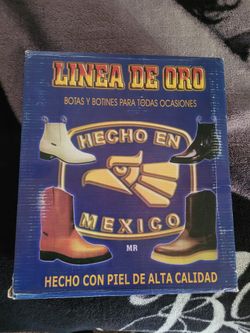 LINEA DE ORO
BOTAS Y BOTINES PARA TODAS OCASIONES
HECHO EN
MEXICO
MR
HECHO CON PIEL DE ALTA CALIDAD